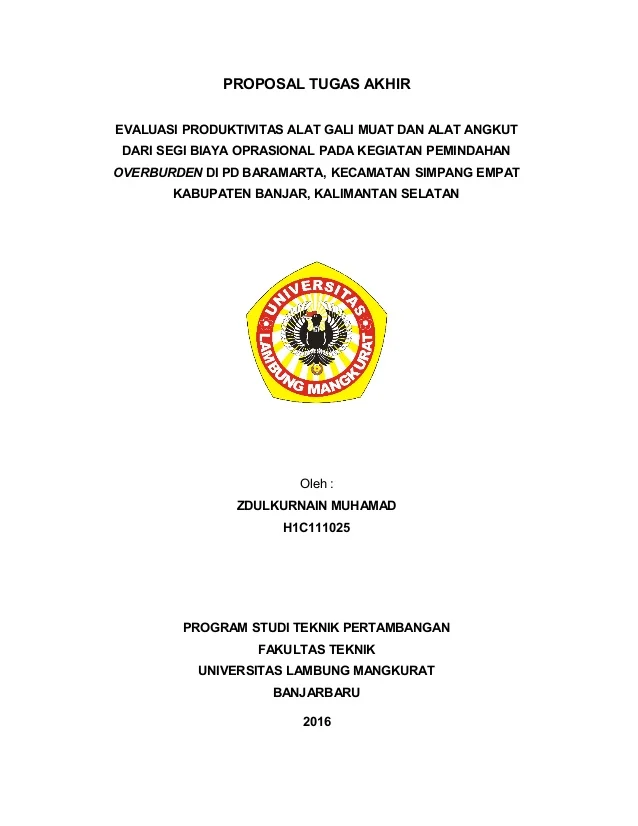 PROPOSAL TUGAS AKHIR
EVALUASI PRODUKTIVITAS ALAT GALI MUAT DAN ALAT ANGKUT
DARI SEGI BIAYA OPRASIONAL PADA KEGIATAN PEMINDAHAN
OVERBURDEN DI PD BARAMARTA, KECAMATAN SIMPANG EMPAT
KABUPATEN BANJAR, KALIMANTAN SELATAN
UNIVERSITAS
LAMBUNG MANGKURAT
Oleh :
ZDULKURNAIN MUHAMAD
H1C111025
PROGRAM STUDI TEKNIK PERTAMBANGAN
FAKULTAS TEKNIK
UNIVERSITAS LAMBUNG MANGKURAT
BANJARBARU
2016